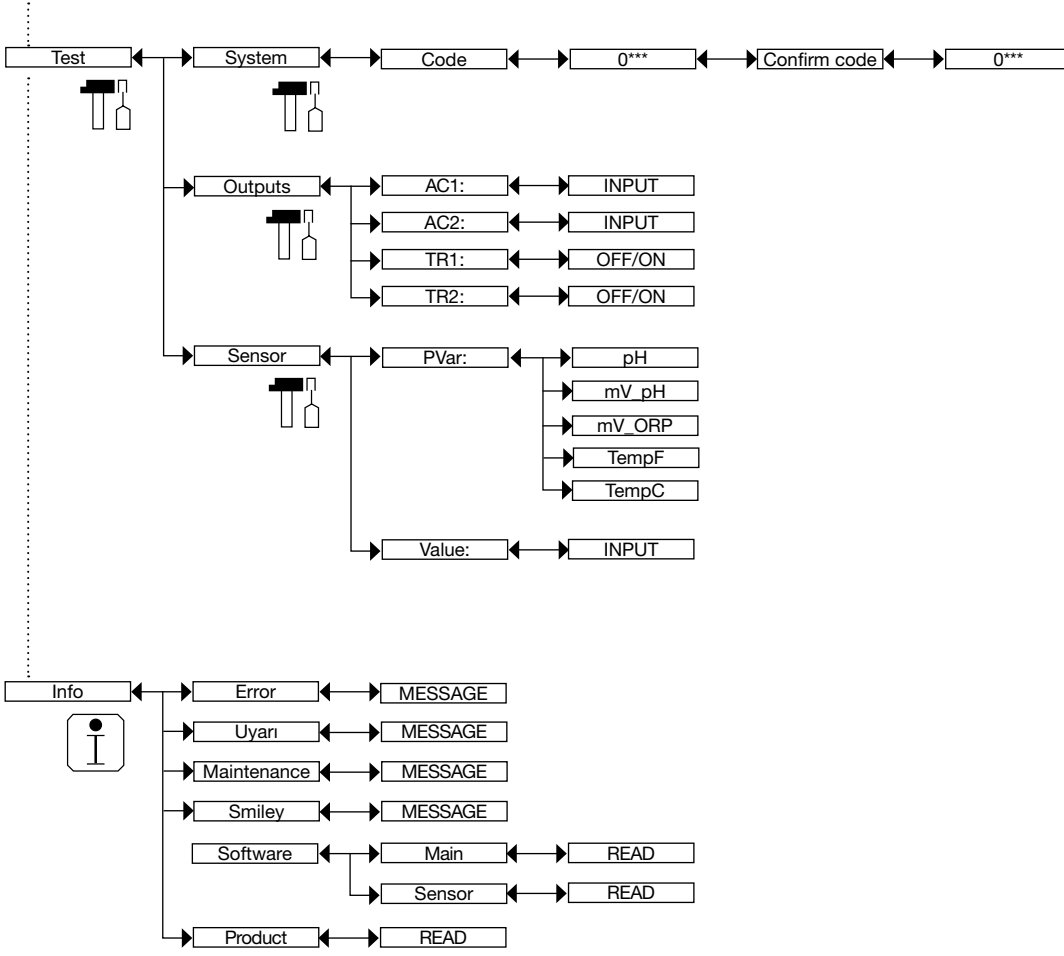 Test System Code 0*** Confirm code 0***
Outputs AC1: INPUT
AC2: INPUT
TR1: OFF/ON
TR2: OFF/ON
Sensor PVar: pH
mV_pH
mV_ORP
TempF
TempC
Value: INPUT
Info Error MESSAGE
Uyarı MESSAGE
Maintenance MESSAGE
Smiley MESSAGE
Software Main READ
Sensor READ
Product READ